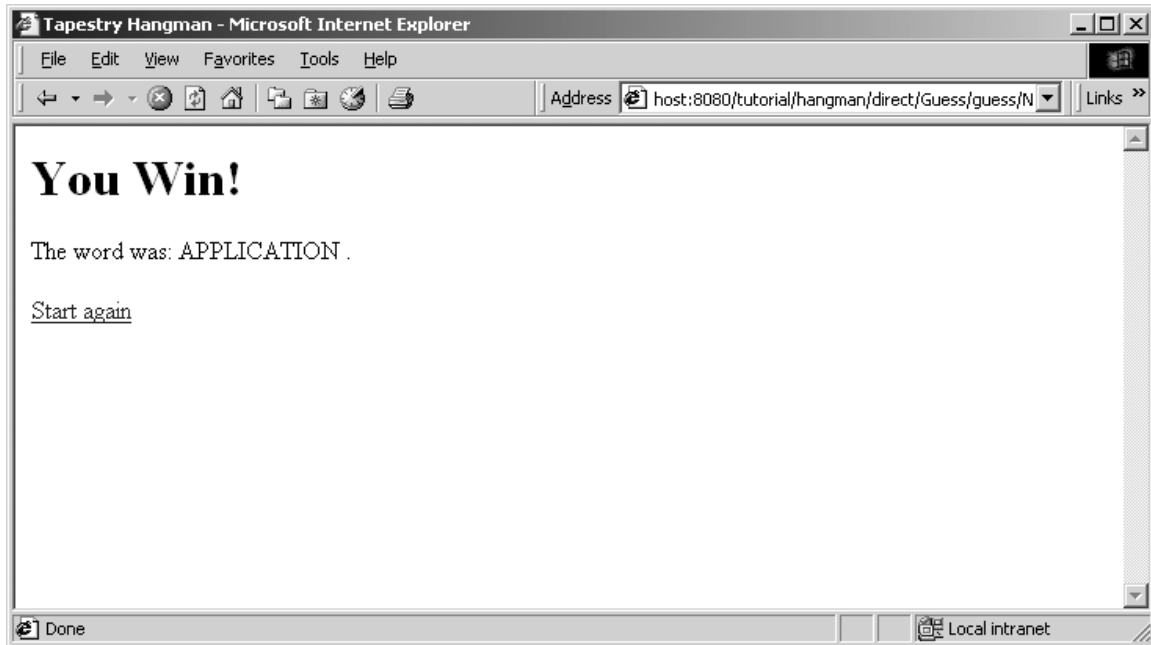 Tapestry Hangman - Microsoft Internet Explorer
File Edit View Favorites Tools Help
Address host:8080/tutorial/hangman/direct/Guess/guess/N Links »
You Win!
The word was: APPLICATION .
Start again
Done Local intranet